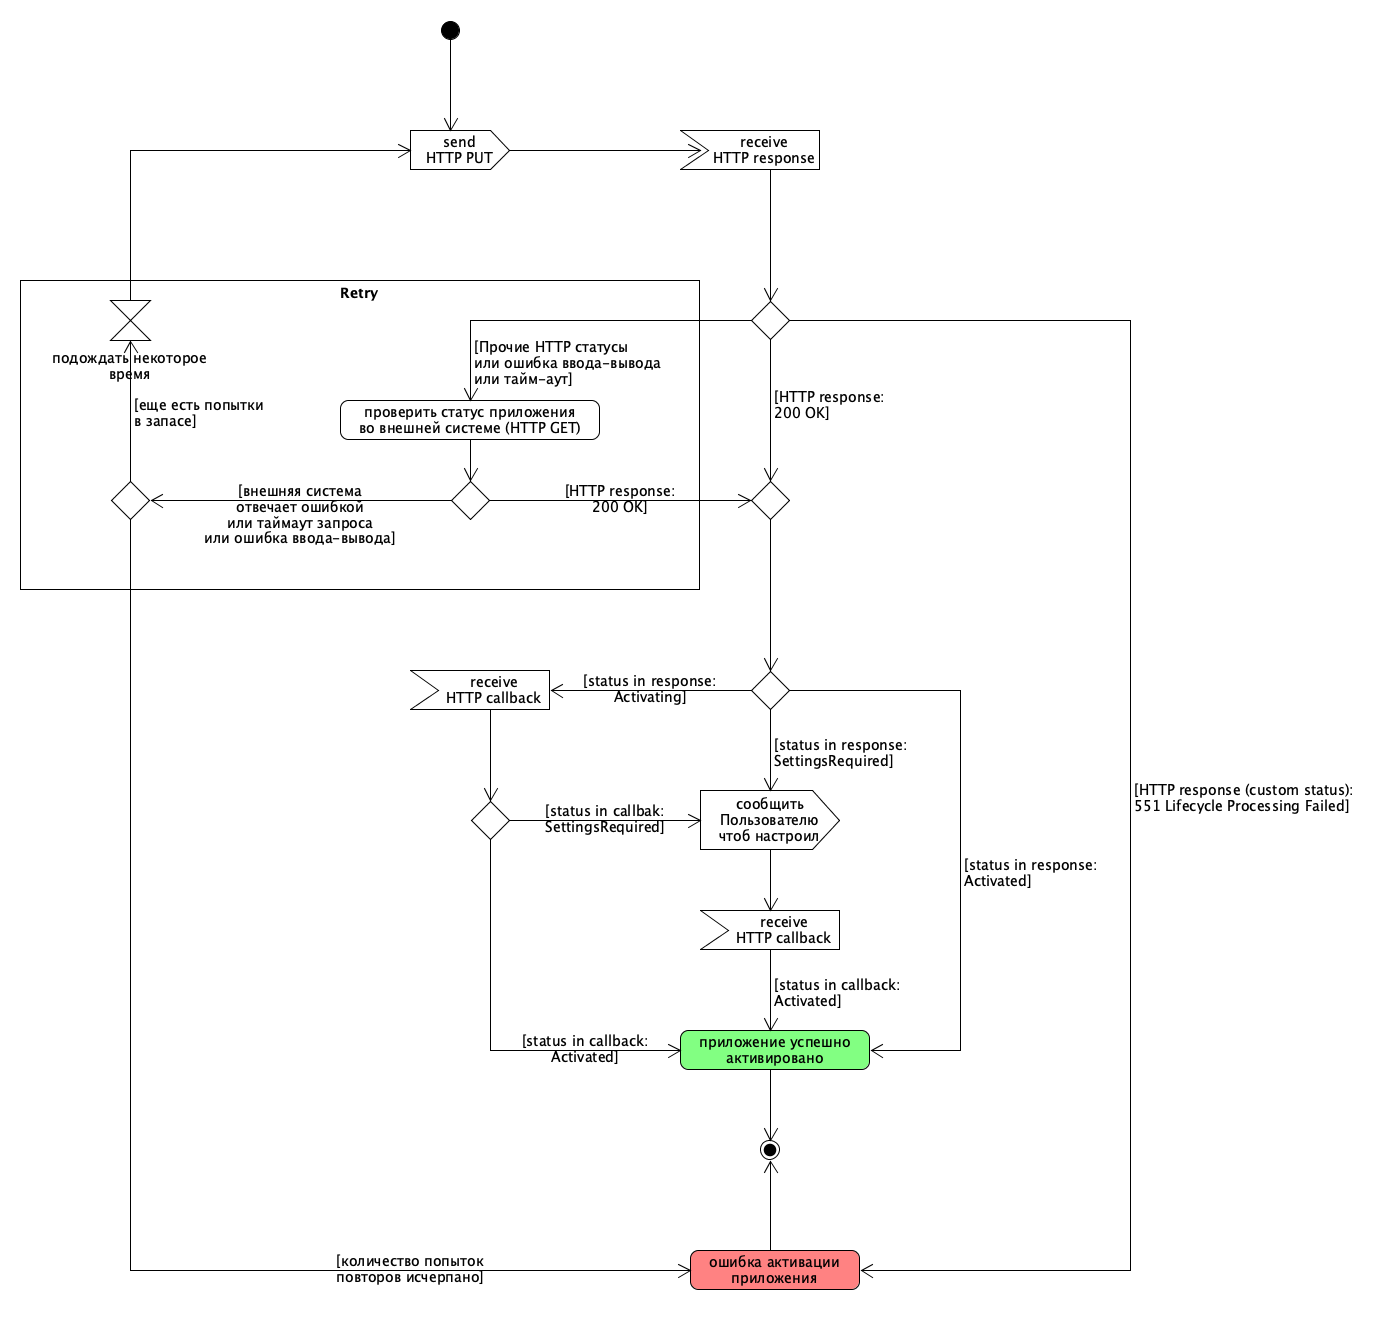 send
HTTP PUT
receive
HTTP response
Retry
подождать некоторое
время
[еще есть попытки
в запасе]
[Прочие HTTP статусы
или ошибка ввода-вывода
или тайм-аут]
проверить статус приложения
во внешней системе (HTTP GET)
[HTTP response:
200 OK]
[внешняя система
отвечает ошибкой
или таймаут запроса
или ошибка ввода-вывода]
[HTTP response:
200 OK]
receive
HTTP callback
[status in response:
Activating]
[status in response:
SettingsRequired]
[status in callbak:
SettingsRequired]
сообщить
Пользователю
чтоб настроил
[HTTP response (custom status):
551 Lifecycle Processing Failed]
[status in response:
Activated]
receive
HTTP callback
[status in callback:
Activated]
[status in callback:
Activated]
приложение успешно
активировано
[количество попыток
повторов исчерпано]
ошибка активации
приложения